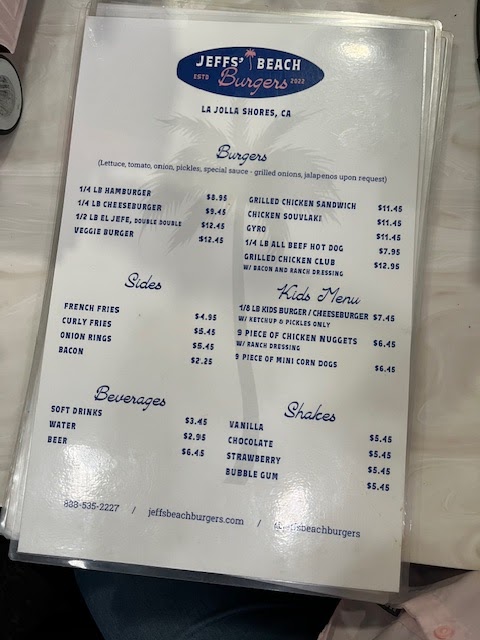 JEFFS' BEACH
ESTD Burgers 2022
LA JOLLA SHORES, CA
Burgers
(Lettuce, tomato, onion, pickles, special sauce - grilled onions, jalapenos upon request)
1/4 LB HAMBURGER $8.95
1/4 LB CHEESEBURGER $9.45
1/2 LB EL JEFE, DOUBLE DOUBLE $12.45
VEGGIE BURGER $12.45
GRILLED CHICKEN SANDWICH $11.45
CHICKEN SOUVLAKI $11.45
GYRO $11.45
1/4 LB ALL BEEF HOT DOG $7.95
GRILLED CHICKEN CLUB $12.95
W/ BACON AND RANCH DRESSING
Sides
FRENCH FRIES $4.95
CURLY FRIES $5.45
ONION RINGS $5.45
BACON $2.25
Kids Menu
1/8 LB KIDS BURGER / CHEESEBURGER $7.45
W/ KETCHUP & PICKLES ONLY
9 PIECE OF CHICKEN NUGGETS $6.45
W/ RANCH DRESSING
9 PIECE OF MINI CORN DOGS $6.45
Beverages
SOFT DRINKS $3.45
WATER $2.95
BEER $6.45
Shakes
VANILLA $5.45
CHOCOLATE $5.45
STRAWBERRY $5.45
BUBBLE GUM $5.45
888-535-2227 / jeffsbeachburgers.com / @jeffsbeachburgers